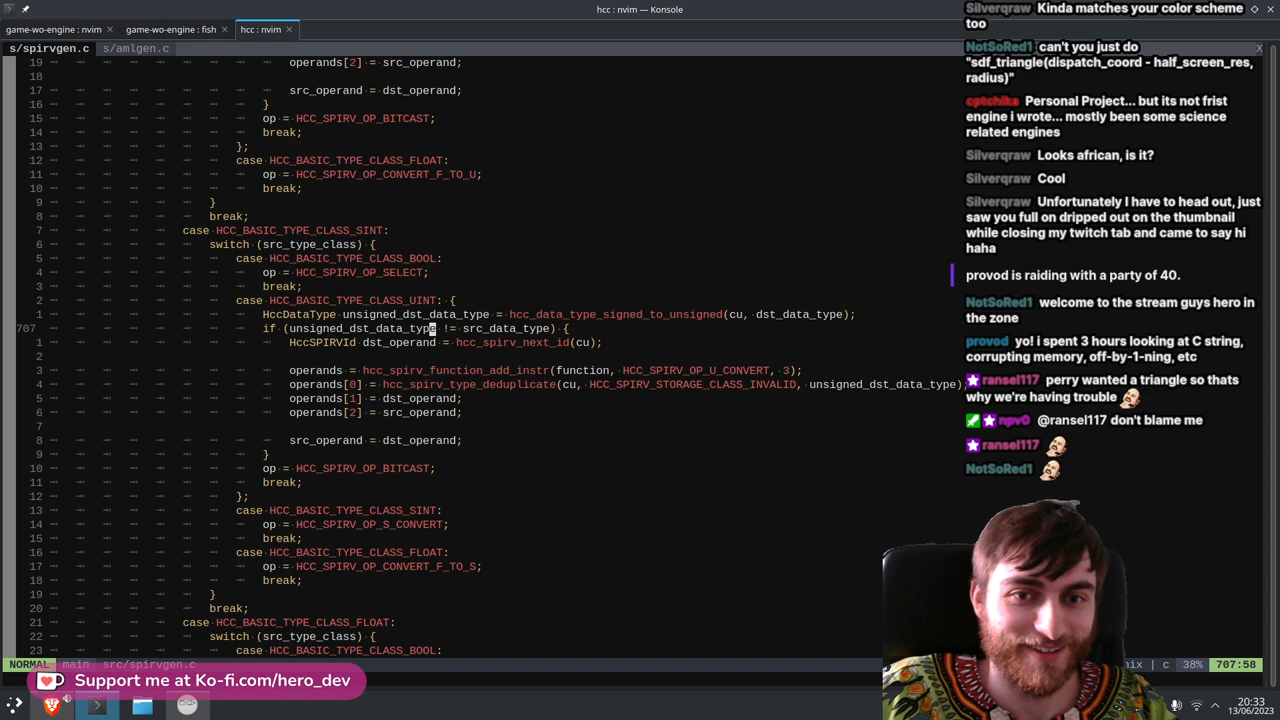 hcc : nvim — Konsole
game-wo-engine : nvim
game-wo-engine : fish
hcc : nvim
s/spirvgen.c
s/amlgen.c
X
19 operands[2] = src_operand;
18
17 src_operand = dst_operand;
16 }
15 op = HCC_SPIRV_OP_BITCAST;
14 break;
13 };
12 case HCC_BASIC_TYPE_CLASS_FLOAT:
11 op = HCC_SPIRV_OP_CONVERT_F_TO_U;
10 break;
9 }
8 break;
7 case HCC_BASIC_TYPE_CLASS_SINT:
6 switch (src_type_class) {
5 case HCC_BASIC_TYPE_CLASS_BOOL:
4 op = HCC_SPIRV_OP_SELECT;
3 break;
2 case HCC_BASIC_TYPE_CLASS_UINT: {
1 HccDataType unsigned_dst_data_type = hcc_data_type_signed_to_unsigned(cu, dst_data_type);
707 if (unsigned_dst_data_type != src_data_type) {
1 HccSPIRVId dst_operand = hcc_spirv_next_id(cu);
2
3 operands = hcc_spirv_function_add_instr(function, HCC_SPIRV_OP_U_CONVERT, 3);
4 operands[0] = hcc_spirv_type_deduplicate(cu, HCC_SPIRV_STORAGE_CLASS_INVALID, unsigned_dst_data_type)
5 operands[1] = dst_operand;
6 operands[2] = src_operand;
7
8 src_operand = dst_operand;
9 }
10 op = HCC_SPIRV_OP_BITCAST;
11 break;
12 };
13 case HCC_BASIC_TYPE_CLASS_SINT:
14 op = HCC_SPIRV_OP_S_CONVERT;
15 break;
16 case HCC_BASIC_TYPE_CLASS_FLOAT:
17 op = HCC_SPIRV_OP_CONVERT_F_TO_S;
18 break;
19 }
20 break;
21 case HCC_BASIC_TYPE_CLASS_FLOAT:
22 switch (src_type_class) {
23 case HCC_BASIC_TYPE_CLASS_BOOL:
NORMAL main src/spirvgen.c
nix | c 38% 707:58
Support me at Ko-fi.com/hero_dev
20:33
13/06/2023
Silverqraw Kinda matches your color scheme
too
NotSoRed1 can't you just do
"sdf_triangle(dispatch_coord - half_screen_res,
radius)"
cptchika Personal Project... but its not frist
engine i wrote... mostly been some science
related engines
Silverqraw Looks african, is it?
Silverqraw Cool
Silverqraw Unfortunately I have to head out, just
saw you full on dripped out on the thumbnail
while closing my twitch tab and came to say hi
haha
provod is raiding with a party of 40.
NotSoRed1 welcome to the stream guys hero in
the zone
provod yo! i spent 3 hours looking at C string,
corrupting memory, off-by-1-ning, etc
ransel117 perry wanted a triangle so thats
why we're having trouble
npv0 @ransel117 don't blame me
ransel117
NotSoRed1